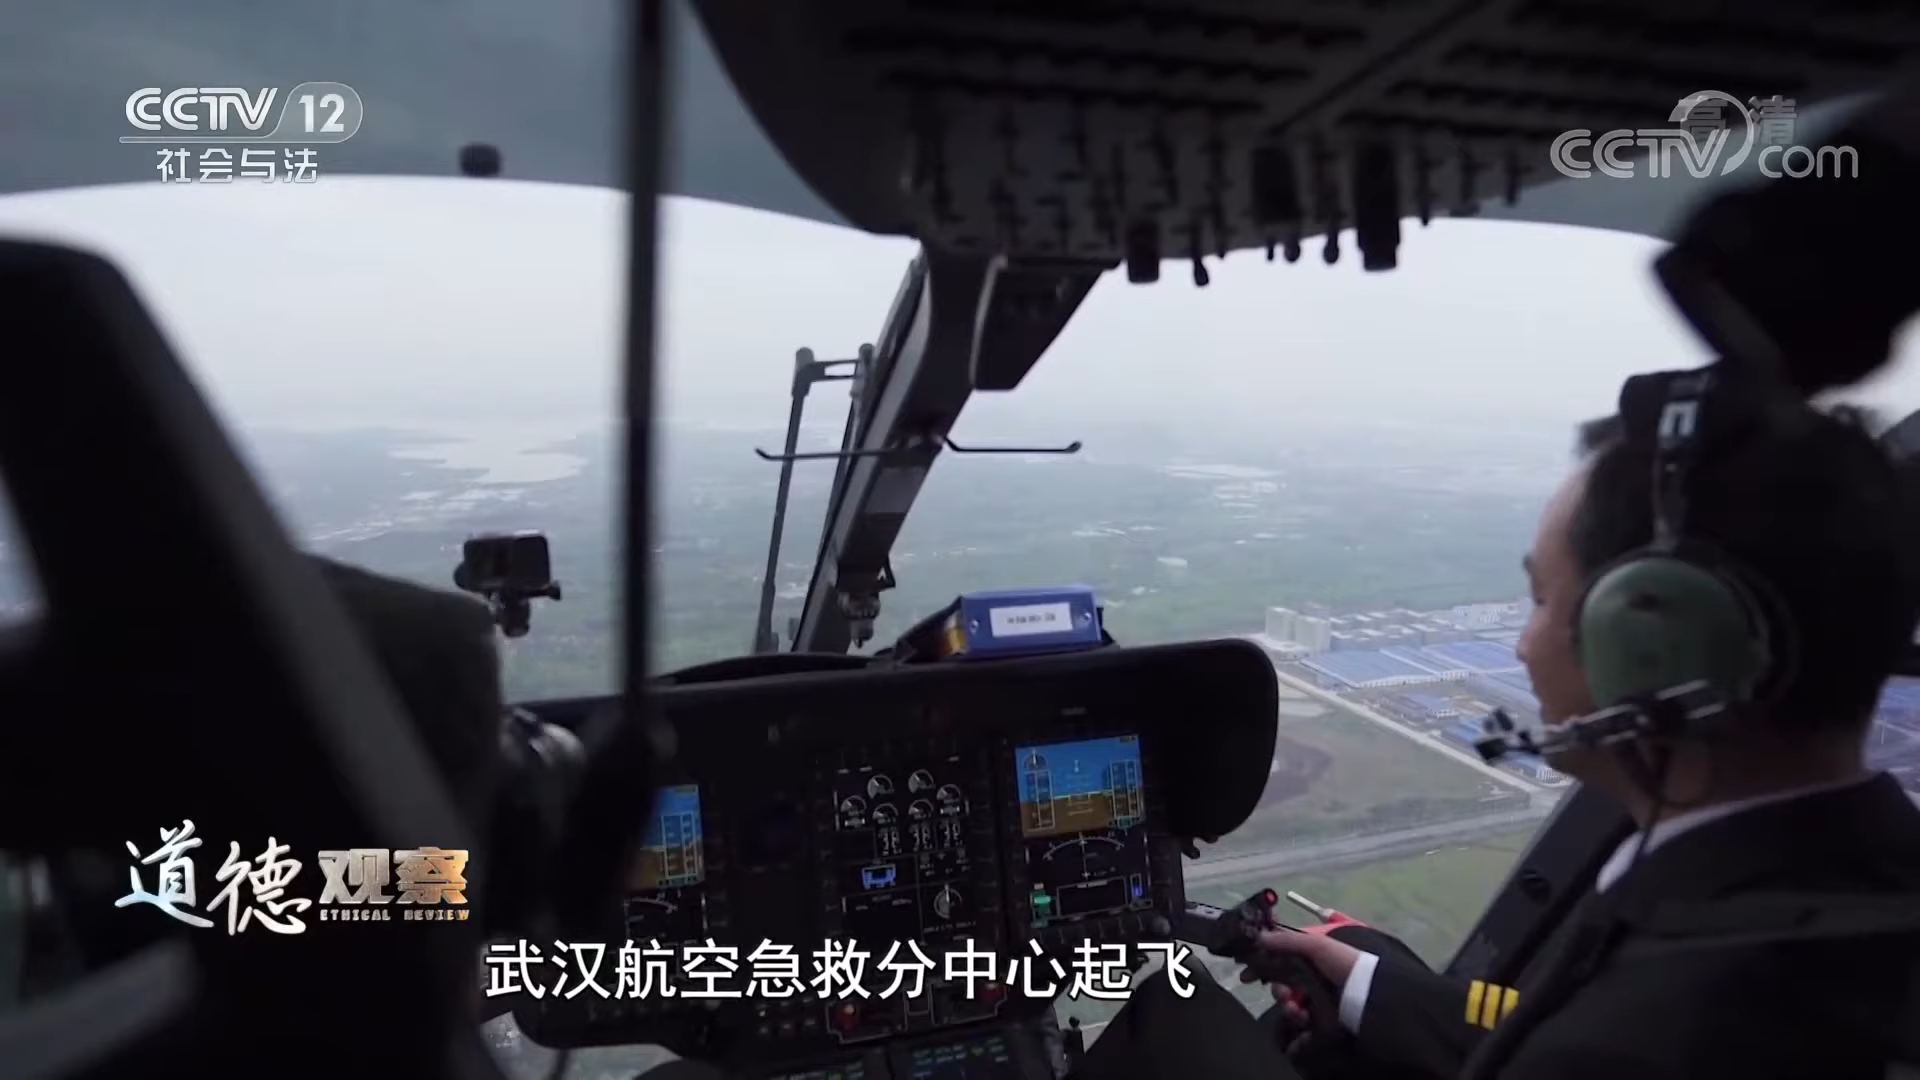 CCTV 12
社会与法
高清
CCTV.com
道德观察
ETHICAL REVIEW
武汉航空急救分中心起飞